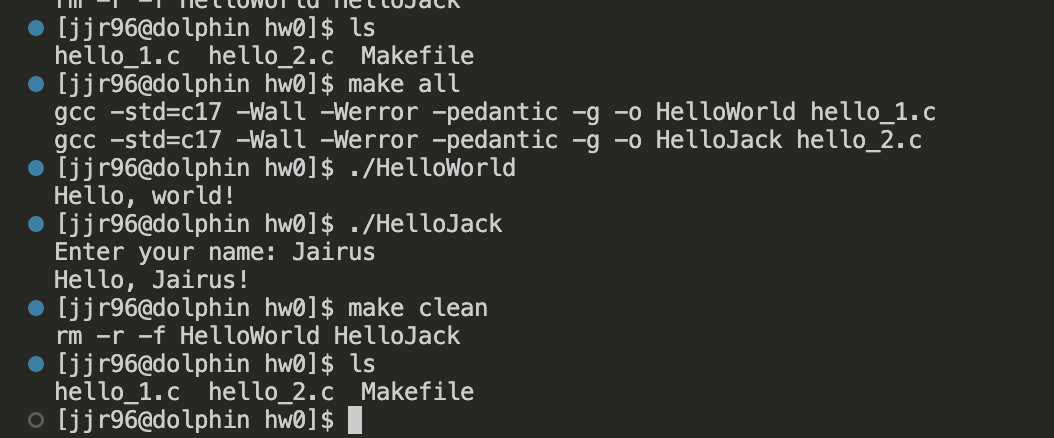 rm -r -f HelloWorld HelloJack
[jjr96@dolphin hw0]$ ls
hello_1.c  hello_2.c  Makefile
[jjr96@dolphin hw0]$ make all
gcc -std=c17 -Wall -Werror -pedantic -g -o HelloWorld hello_1.c
gcc -std=c17 -Wall -Werror -pedantic -g -o HelloJack hello_2.c
[jjr96@dolphin hw0]$ ./HelloWorld
Hello, world!
[jjr96@dolphin hw0]$ ./HelloJack
Enter your name: Jairus
Hello, Jairus!
[jjr96@dolphin hw0]$ make clean
rm -r -f HelloWorld HelloJack
[jjr96@dolphin hw0]$ ls
hello_1.c  hello_2.c  Makefile
[jjr96@dolphin hw0]$